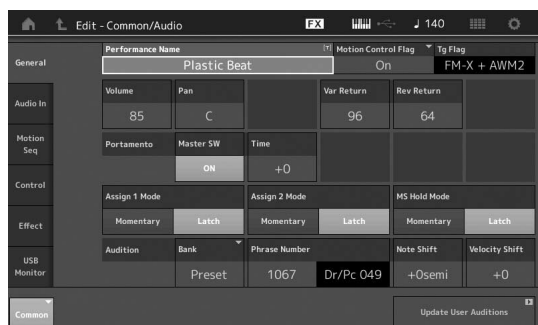 Edit - Common/Audio
FX
140
General
Performance Name
Motion Control Flag
Tg Flag
Plastic Beat
On
FM-X + AWM2
Audio In
Volume
Pan
Var Return
Rev Return
85
C
96
64
Motion
Seq
Portamento
Master SW
Time
ON
+0
Control
Assign 1 Mode
Assign 2 Mode
MS Hold Mode
Effect
Momentary
Latch
Momentary
Latch
Momentary
Latch
USB
Monitor
Audition
Bank
Phrase Number
Note Shift
Velocity Shift
Preset
1067
Dr/Pc 049
+0semi
+0
Common
Update User Auditions